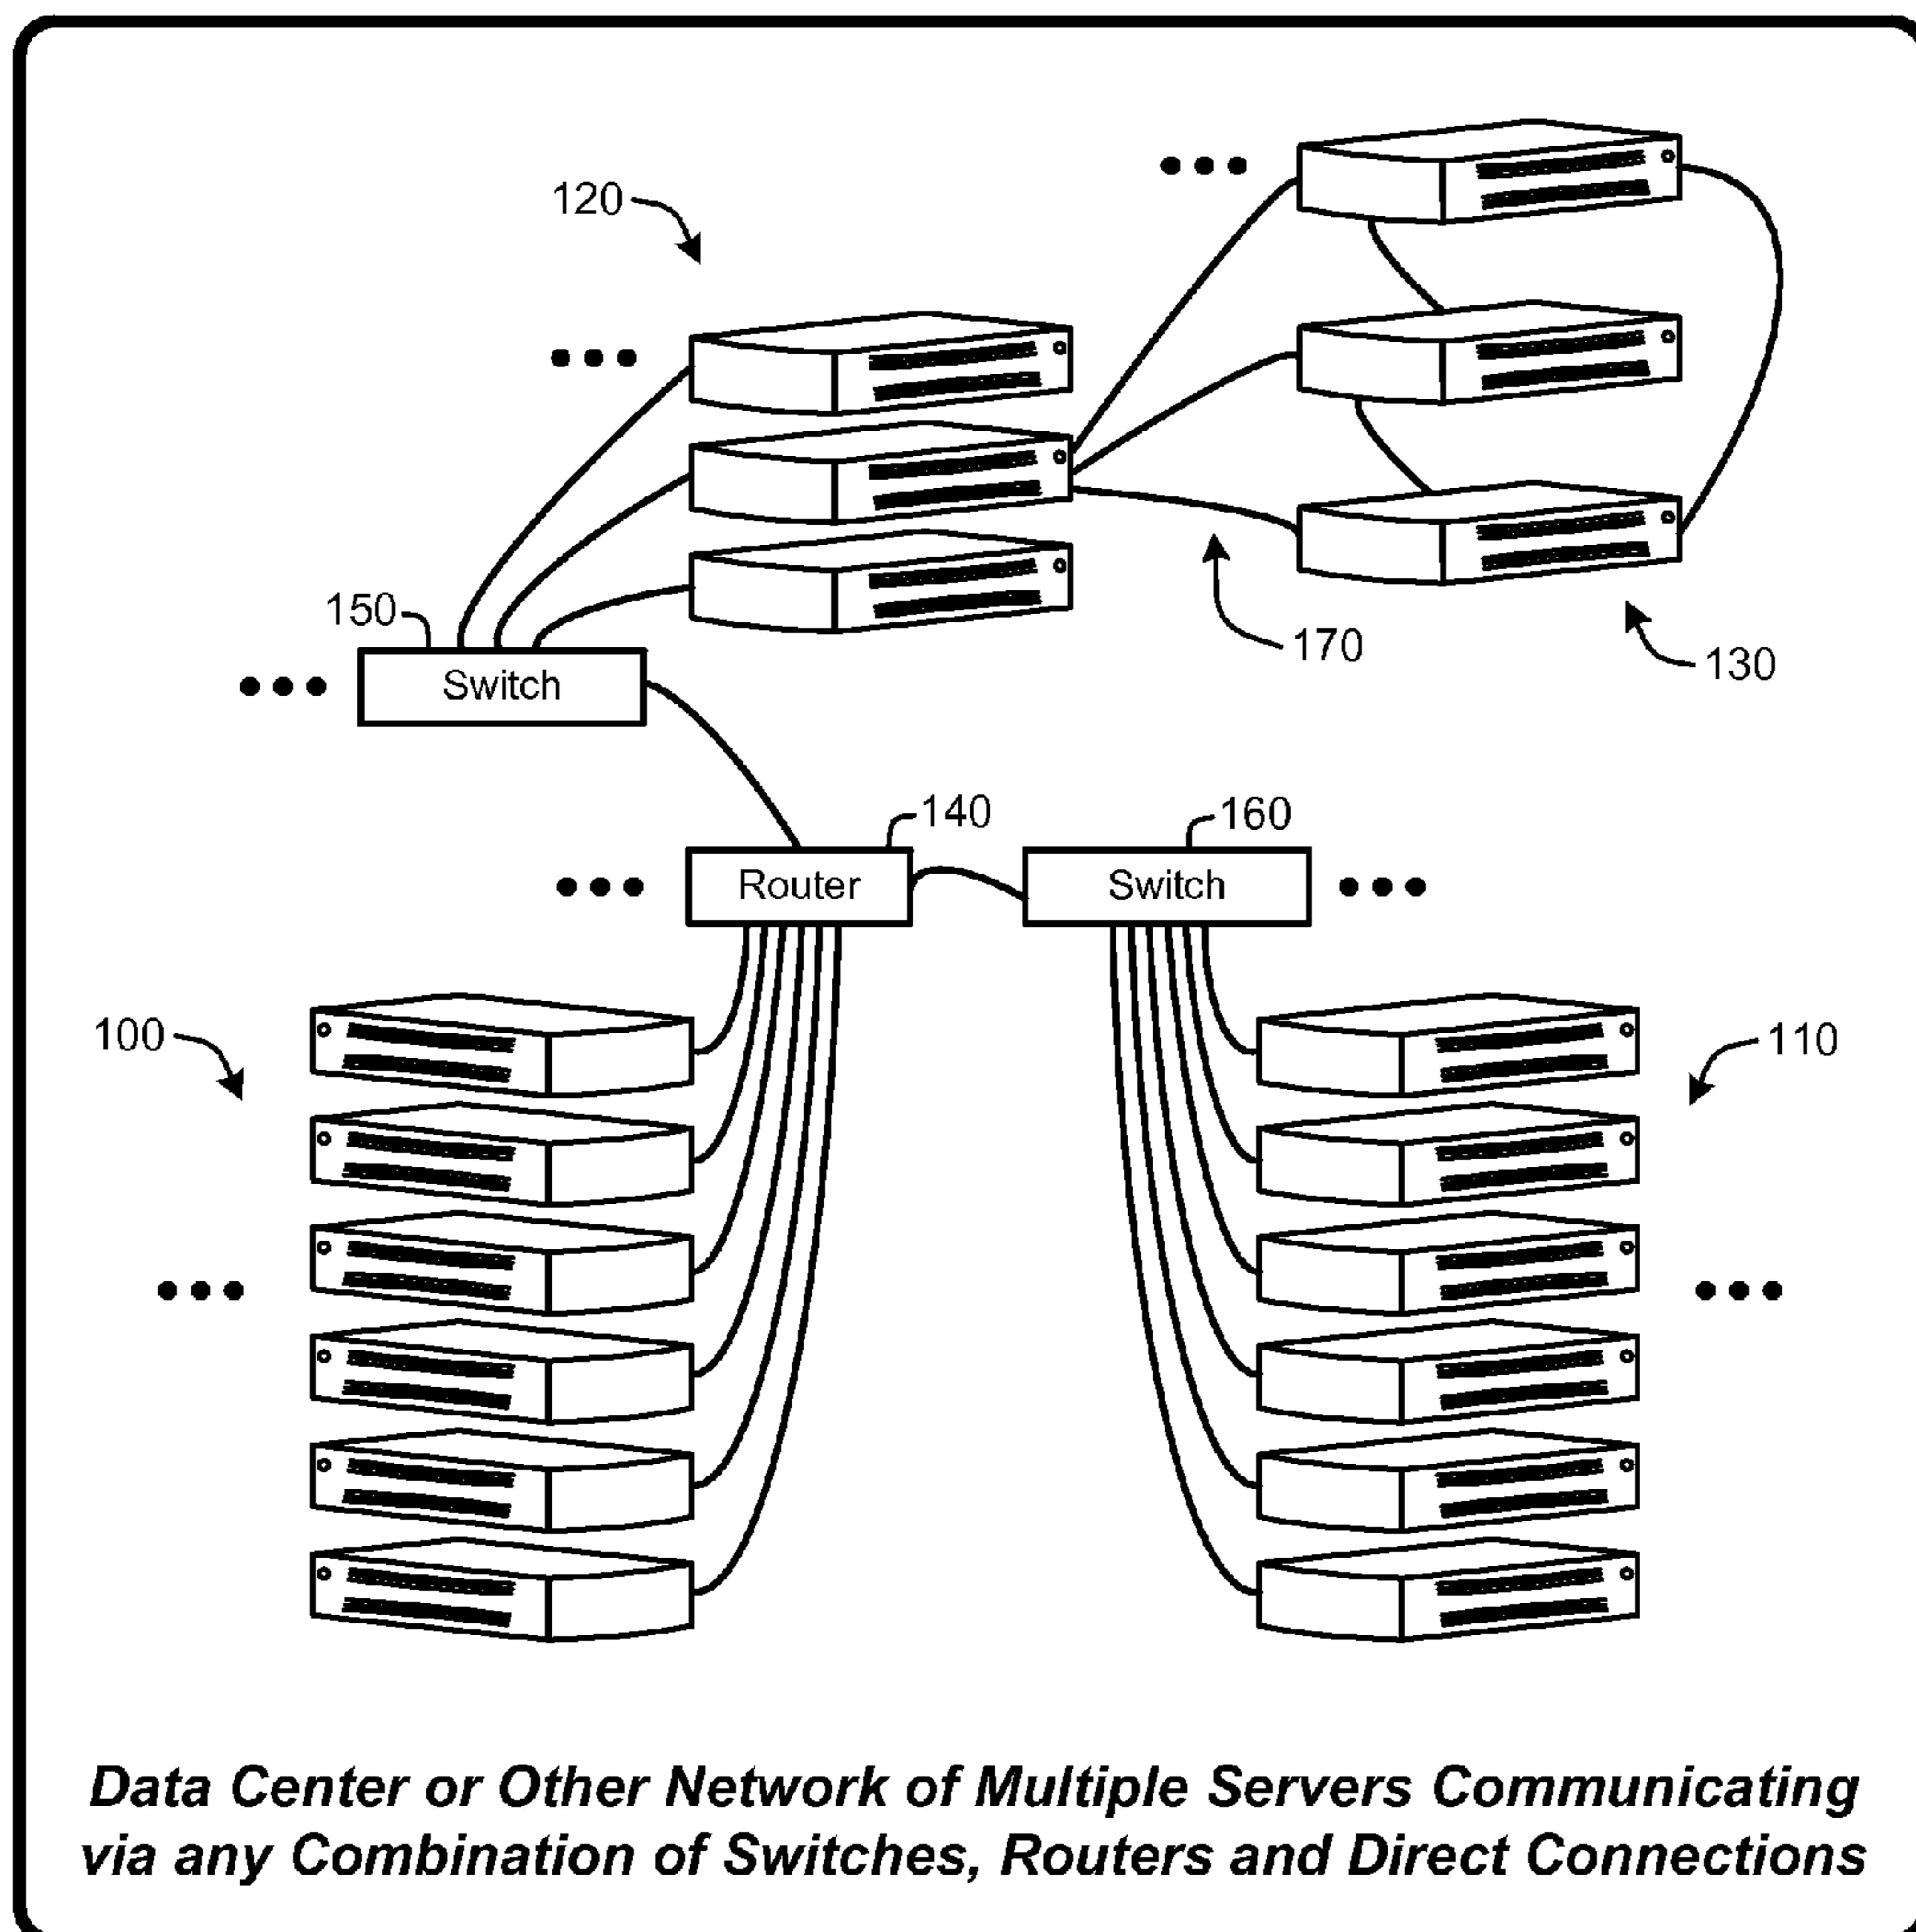 120
150
Switch
170
130
140
160
Router
Switch
100
110
Data Center or Other Network of Multiple Servers Communicating
via any Combination of Switches, Routers and Direct Connections